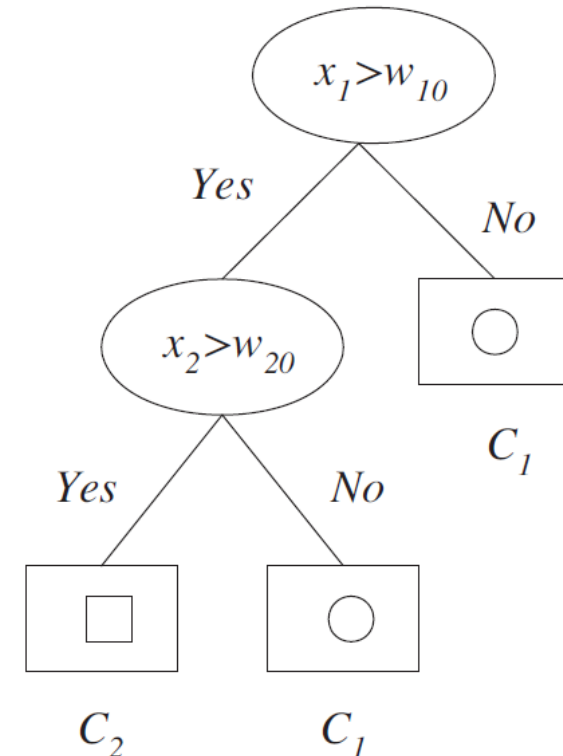 x₁>w₁₀
Yes
No
x₂>w₂₀
C₁
Yes
No
C₂
C₁